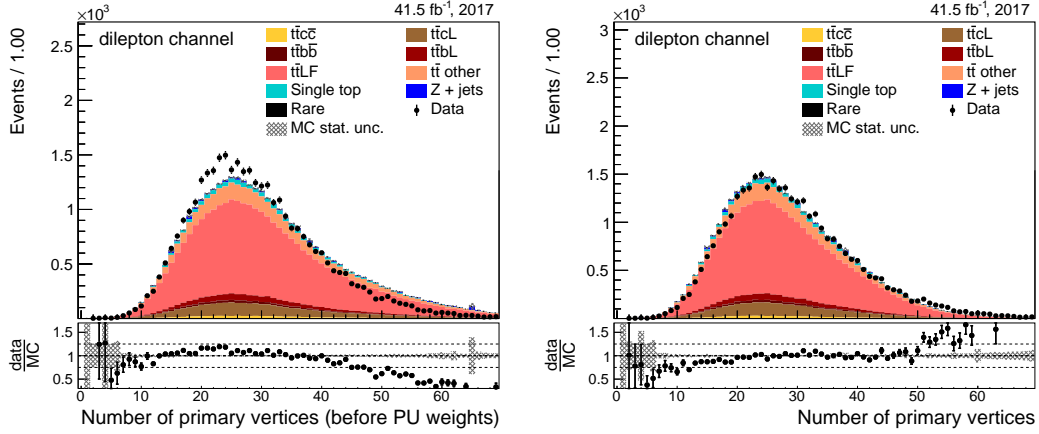 ×10³ 41.5 fb⁻¹, 2017
dilepton channel
tt̄cc̄ tt̄cL
tt̄bb̄ tt̄bL
tt̄LF tt̄ other
Single top Z + jets
Rare Data
MC stat. unc.
Events / 1.00
2.5
2
1.5
1
0.5
data
MC
1.5
1
0.5
0 10 20 30 40 50 60
Number of primary vertices (before PU weights)
×10³ 41.5 fb⁻¹, 2017
dilepton channel
tt̄cc̄ tt̄cL
tt̄bb̄ tt̄bL
tt̄LF tt̄ other
Single top Z + jets
Rare Data
MC stat. unc.
Events / 1.00
3
2.5
2
1.5
1
0.5
data
MC
1.5
1
0.5
0 10 20 30 40 50 60
Number of primary vertices